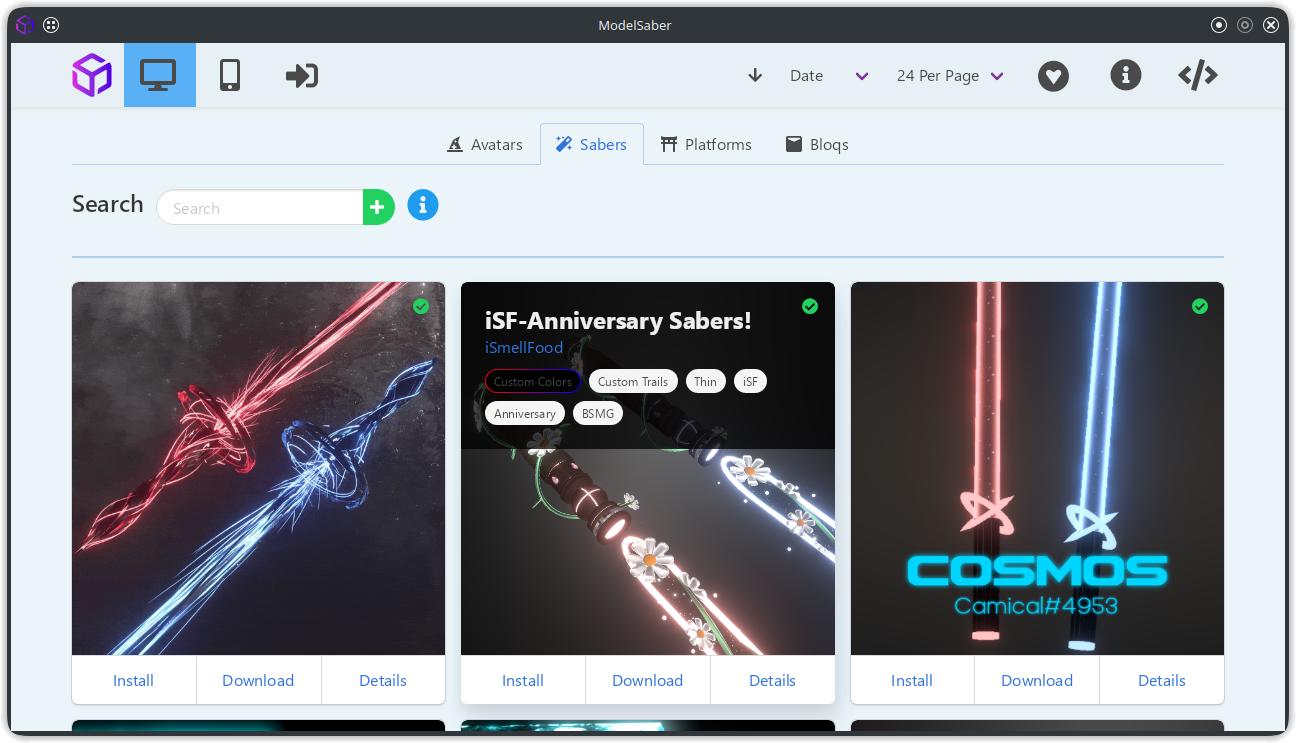 ModelSaber
Date
24 Per Page
Avatars
Sabers
Platforms
Bloqs
Search
Search
iSF-Anniversary Sabers!
iSmellFood
Custom Colors
Custom Trails
Thin
iSF
Anniversary
BSMG
COSMOS
Camical#4953
Install
Download
Details
Install
Download
Details
Install
Download
Details